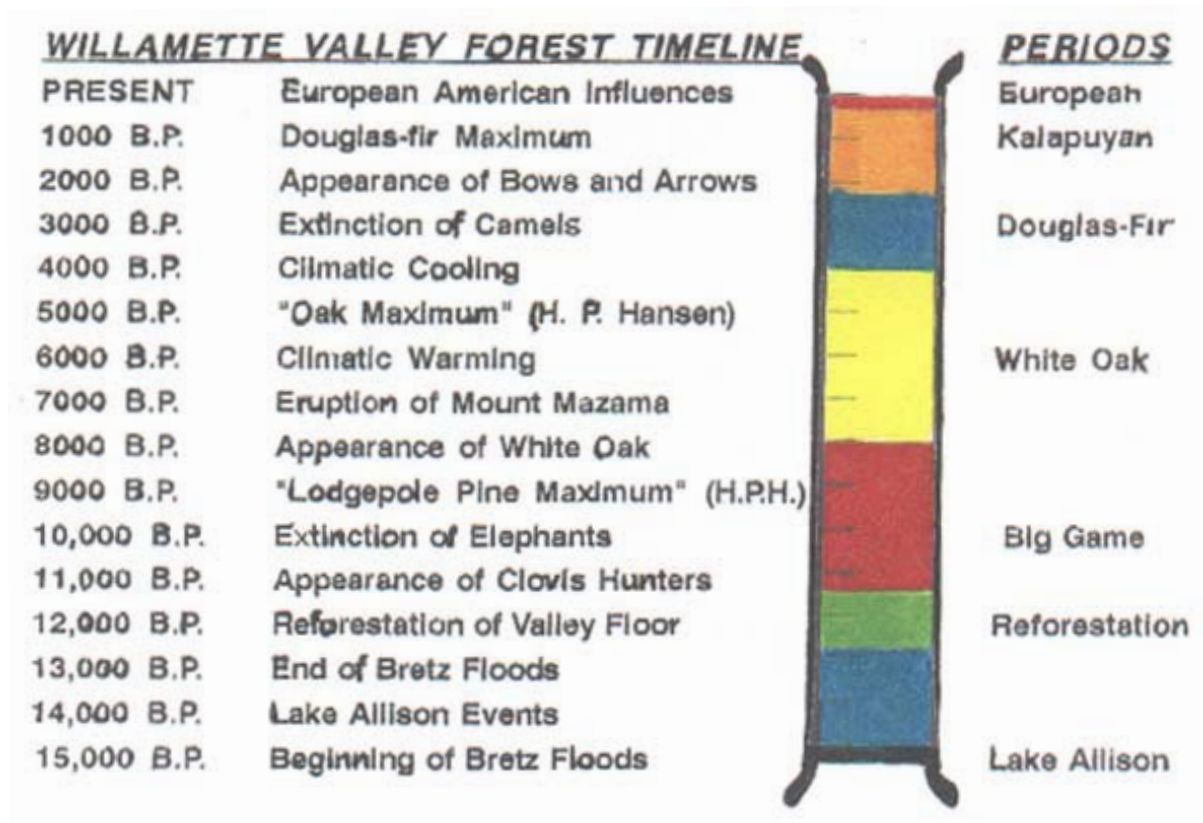 WILLAMETTE VALLEY FOREST TIMELINE PERIODS
PRESENT European American Influences European
1000 B.P. Douglas-fir Maximum Kalapuyan
2000 B.P. Appearance of Bows and Arrows
3000 B.P. Extinction of Camels Douglas-Fir
4000 B.P. Climatic Cooling
5000 B.P. "Oak Maximum" (H. P. Hansen)
6000 B.P. Climatic Warming White Oak
7000 B.P. Eruption of Mount Mazama
8000 B.P. Appearance of White Oak
9000 B.P. "Lodgepole Pine Maximum" (H.P.H.)
10,000 B.P. Extinction of Elephants Big Game
11,000 B.P. Appearance of Clovis Hunters
12,000 B.P. Reforestation of Valley Floor Reforestation
13,000 B.P. End of Bretz Floods
14,000 B.P. Lake Allison Events
15,000 B.P. Beginning of Bretz Floods Lake Allison